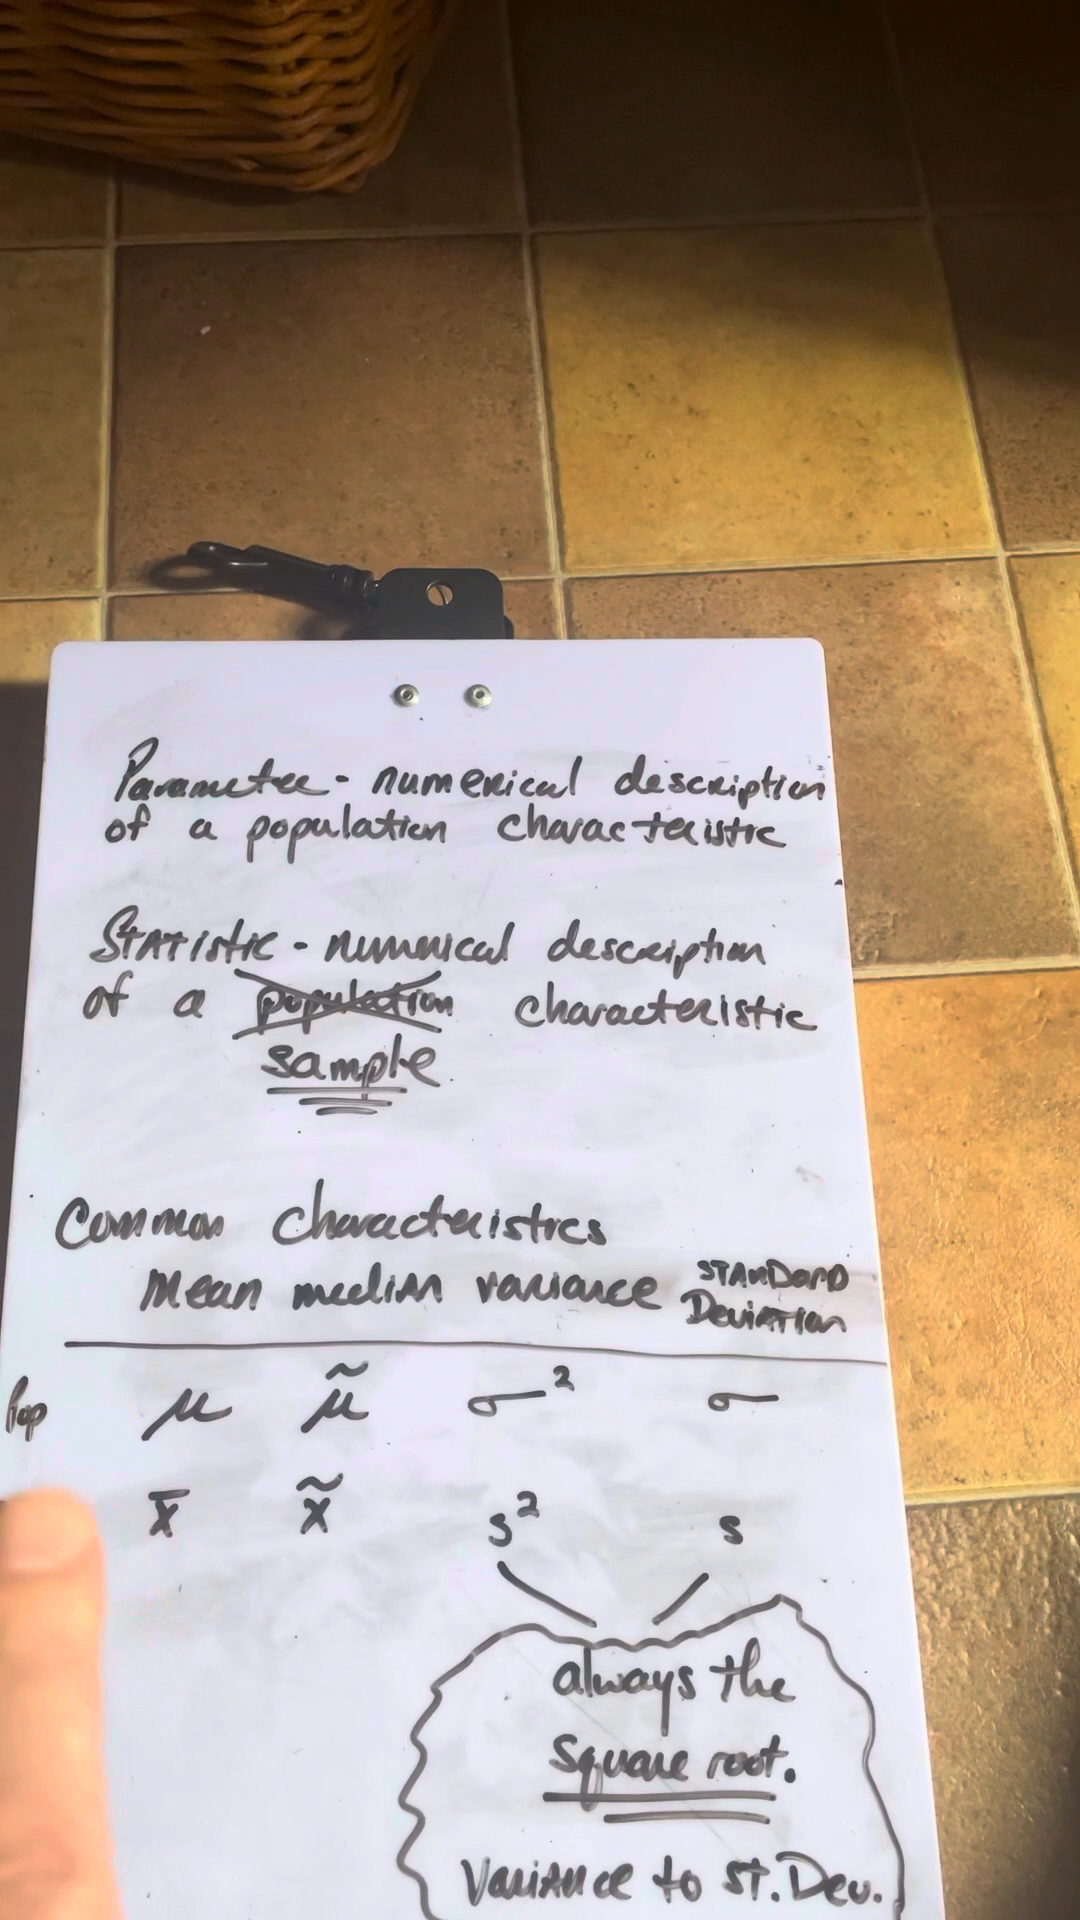 Parameter - numerical description
of a population characteristic
Statistic - numerical description
of a population characteristic
sample
Common Characteristics
Mean median variance STANDARD
DEVIATION
Pop μ μ̃ σ² σ
x̄ x̃ s² s
always the
square root.
Variance to ST. Dev.